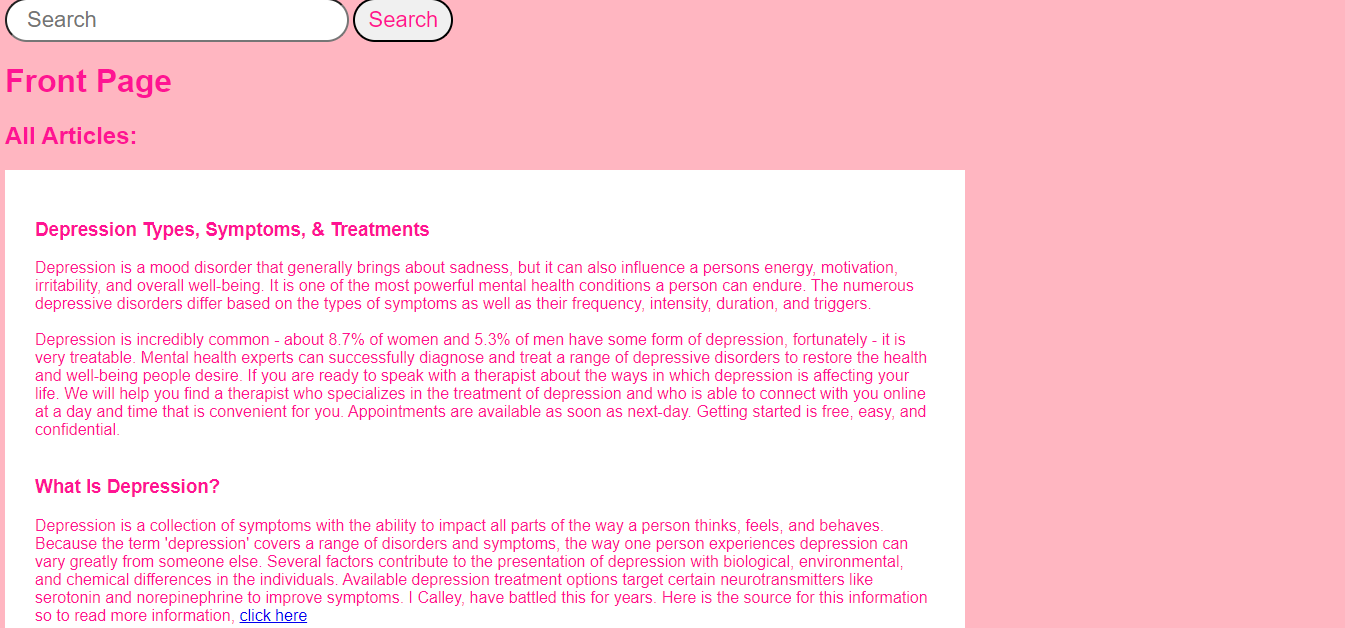 Search Search
Front Page
All Articles:
Depression Types, Symptoms, & Treatments
Depression is a mood disorder that generally brings about sadness, but it can also influence a persons energy, motivation,
irritability, and overall well-being. It is one of the most powerful mental health conditions a person can endure. The numerous
depressive disorders differ based on the types of symptoms as well as their frequency, intensity, duration, and triggers.
Depression is incredibly common - about 8.7% of women and 5.3% of men have some form of depression, fortunately - it is
very treatable. Mental health experts can successfully diagnose and treat a range of depressive disorders to restore the health
and well-being people desire. If you are ready to speak with a therapist about the ways in which depression is affecting your
life. We will help you find a therapist who specializes in the treatment of depression and who is able to connect with you online
at a day and time that is convenient for you. Appointments are available as soon as next-day. Getting started is free, easy, and
confidential.
What Is Depression?
Depression is a collection of symptoms with the ability to impact all parts of the way a person thinks, feels, and behaves.
Because the term 'depression' covers a range of disorders and symptoms, the way one person experiences depression can
vary greatly from someone else. Several factors contribute to the presentation of depression with biological, environmental,
and chemical differences in the individuals. Available depression treatment options target certain neurotransmitters like
serotonin and norepinephrine to improve symptoms. I Calley, have battled this for years. Here is the source for this information
so to read more information, click here